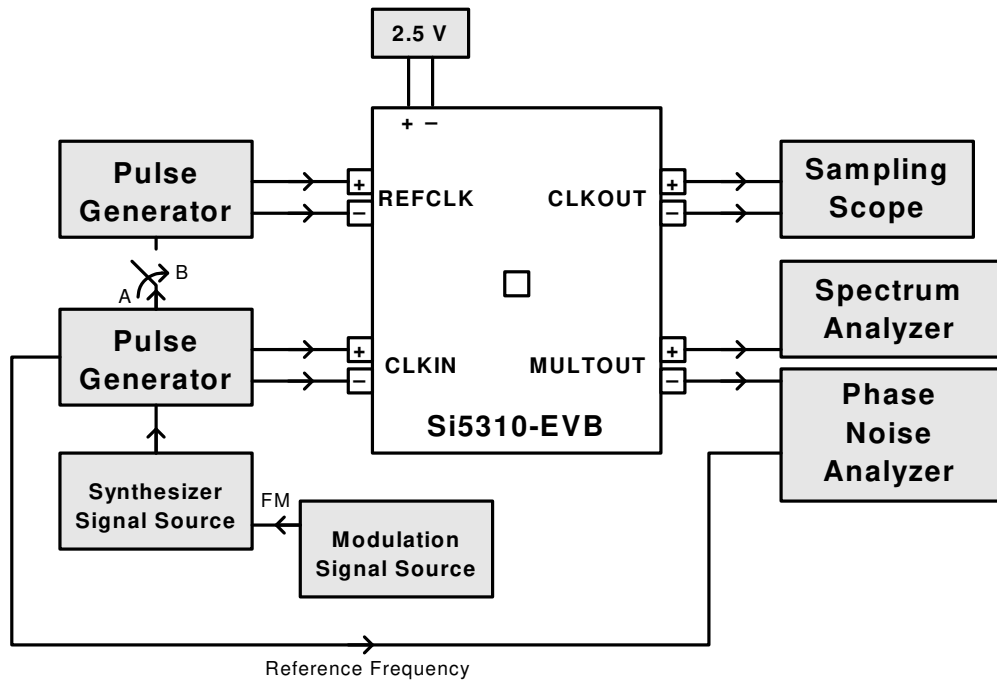 2.5 V
+ −
Pulse
Generator
+
−
REFCLK
CLKOUT
+
−
Sampling
Scope
A
B
Pulse
Generator
+
−
CLKIN
MULTOUT
+
−
Spectrum
Analyzer
Si5310-EVB
Phase
Noise
Analyzer
Synthesizer
Signal Source
FM
Modulation
Signal Source
Reference Frequency